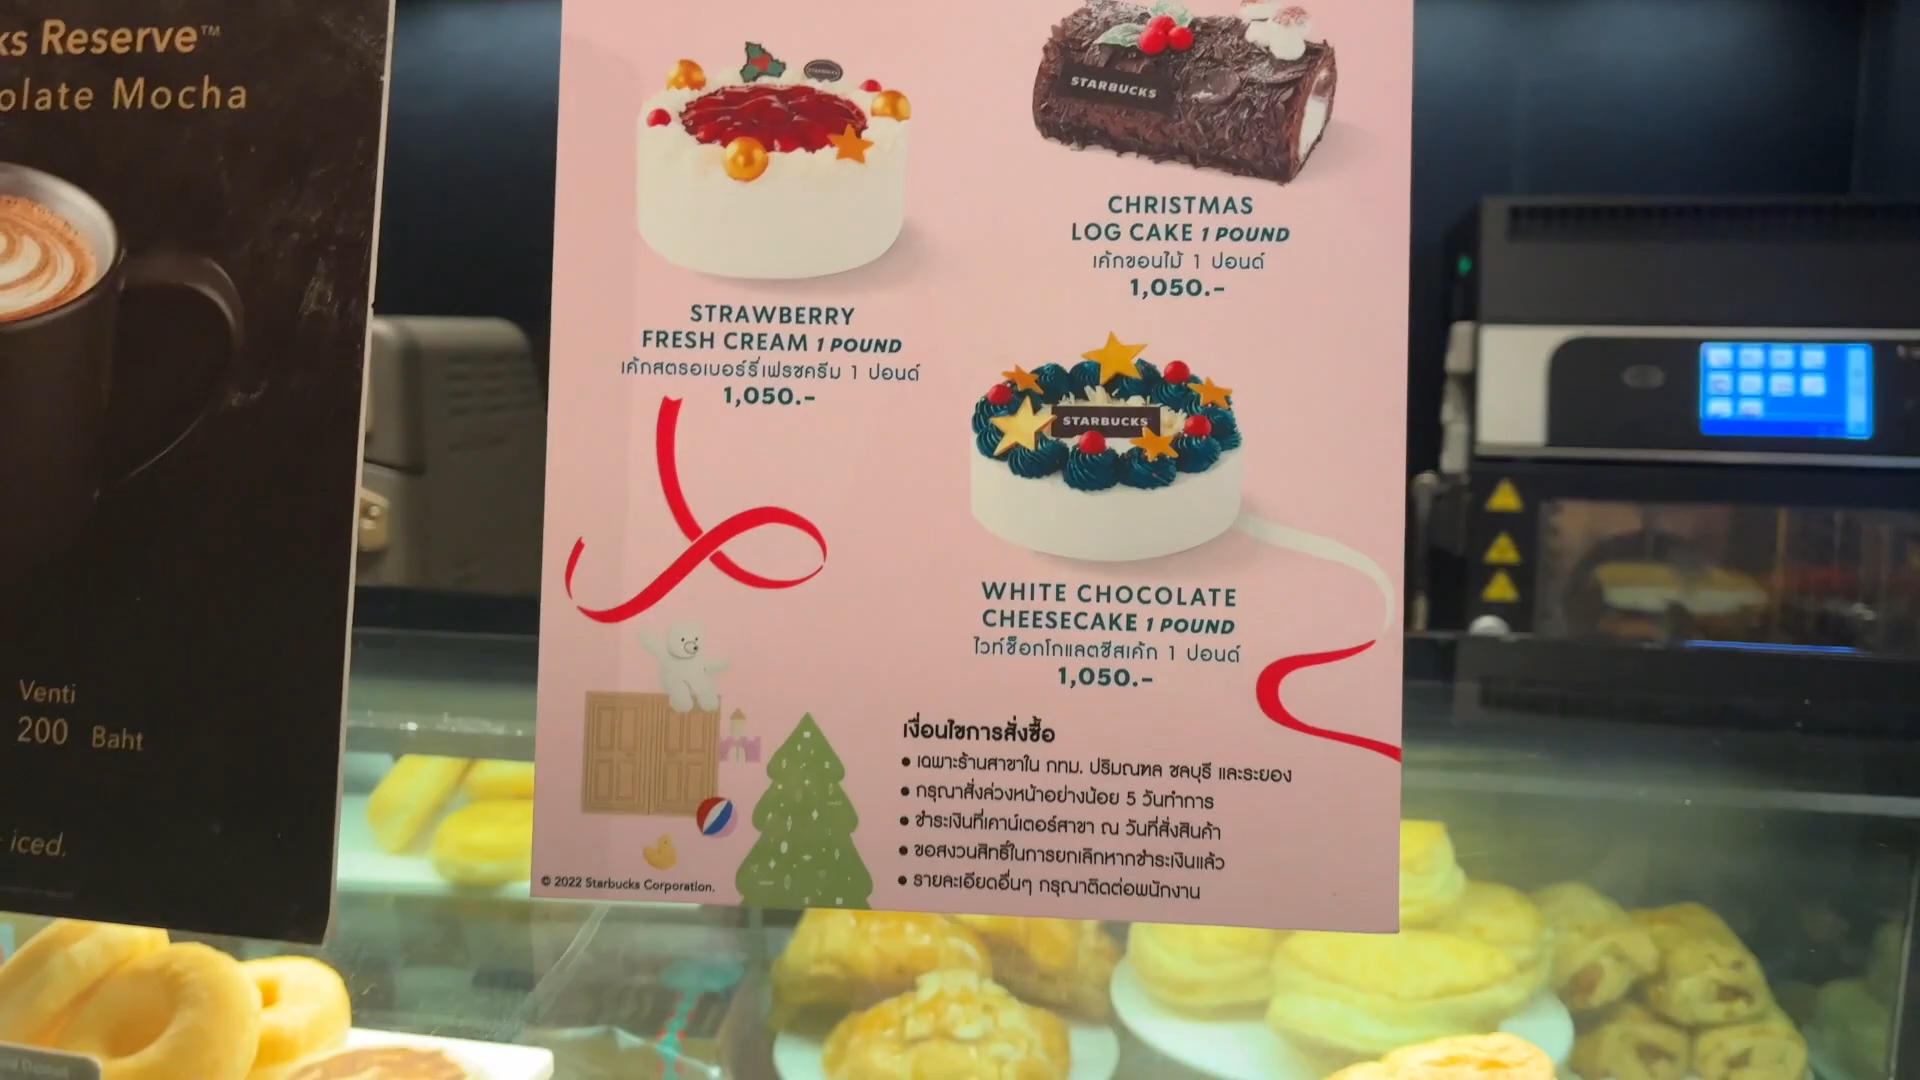 ks Reserve™
olate Mocha
Venti
200 Baht
iced.
STARBUCKS
CHRISTMAS
LOG CAKE 1 POUND
เค้กขอนไม้ 1 ปอนด์
1,050.-
STRAWBERRY
FRESH CREAM 1 POUND
เค้กสตรอเบอร์รี่เฟรชครีม 1 ปอนด์
1,050.-
STARBUCKS
WHITE CHOCOLATE
CHEESECAKE 1 POUND
ไวท์ช็อกโกแลตชีสเค้ก 1 ปอนด์
1,050.-
เงื่อนไขการสั่งซื้อ
• เฉพาะร้านสาขาใน กทม. ปริมณฑล ชลบุรี และระยอง
• กรุณาสั่งล่วงหน้าอย่างน้อย 5 วันทำการ
• ชำระเงินที่เคาน์เตอร์สาขา ณ วันที่สั่งสินค้า
• ขอสงวนสิทธิ์ในการยกเลิกหากชำระเงินแล้ว
• รายละเอียดอื่นๆ กรุณาติดต่อพนักงาน
© 2022 Starbucks Corporation.